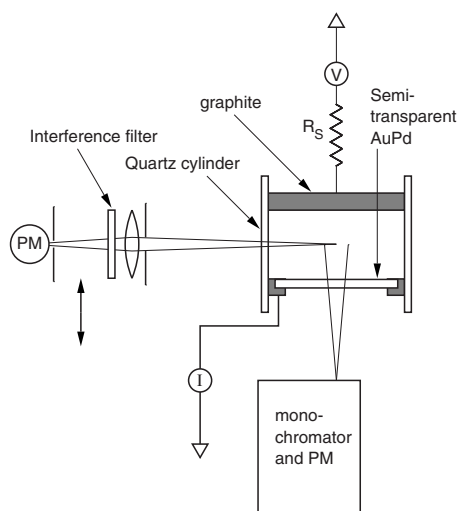 V
graphite
Semi-
transparent
AuPd
R_S
Interference filter
Quartz cylinder
PM
I
mono-
chromator
and PM